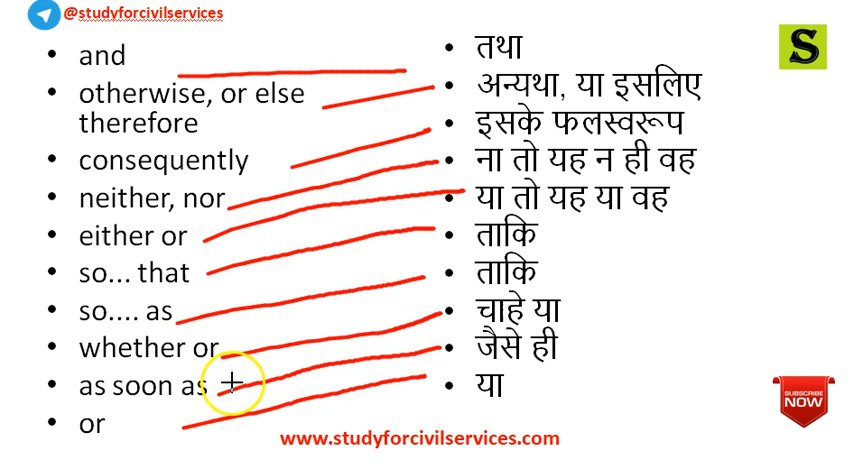 @studyforcivilservices
S
and
otherwise, or else
therefore
consequently
neither, nor
either or
so... that
so.... as
whether or
as soon as
or
तथा
अन्यथा, या इसलिए
इसके फलस्वरूप
ना तो यह न ही वह
या तो यह या वह
ताकि
ताकि
चाहे या
जैसे ही
या
SUBSCRIBE
NOW
www.studyforcivilservices.com